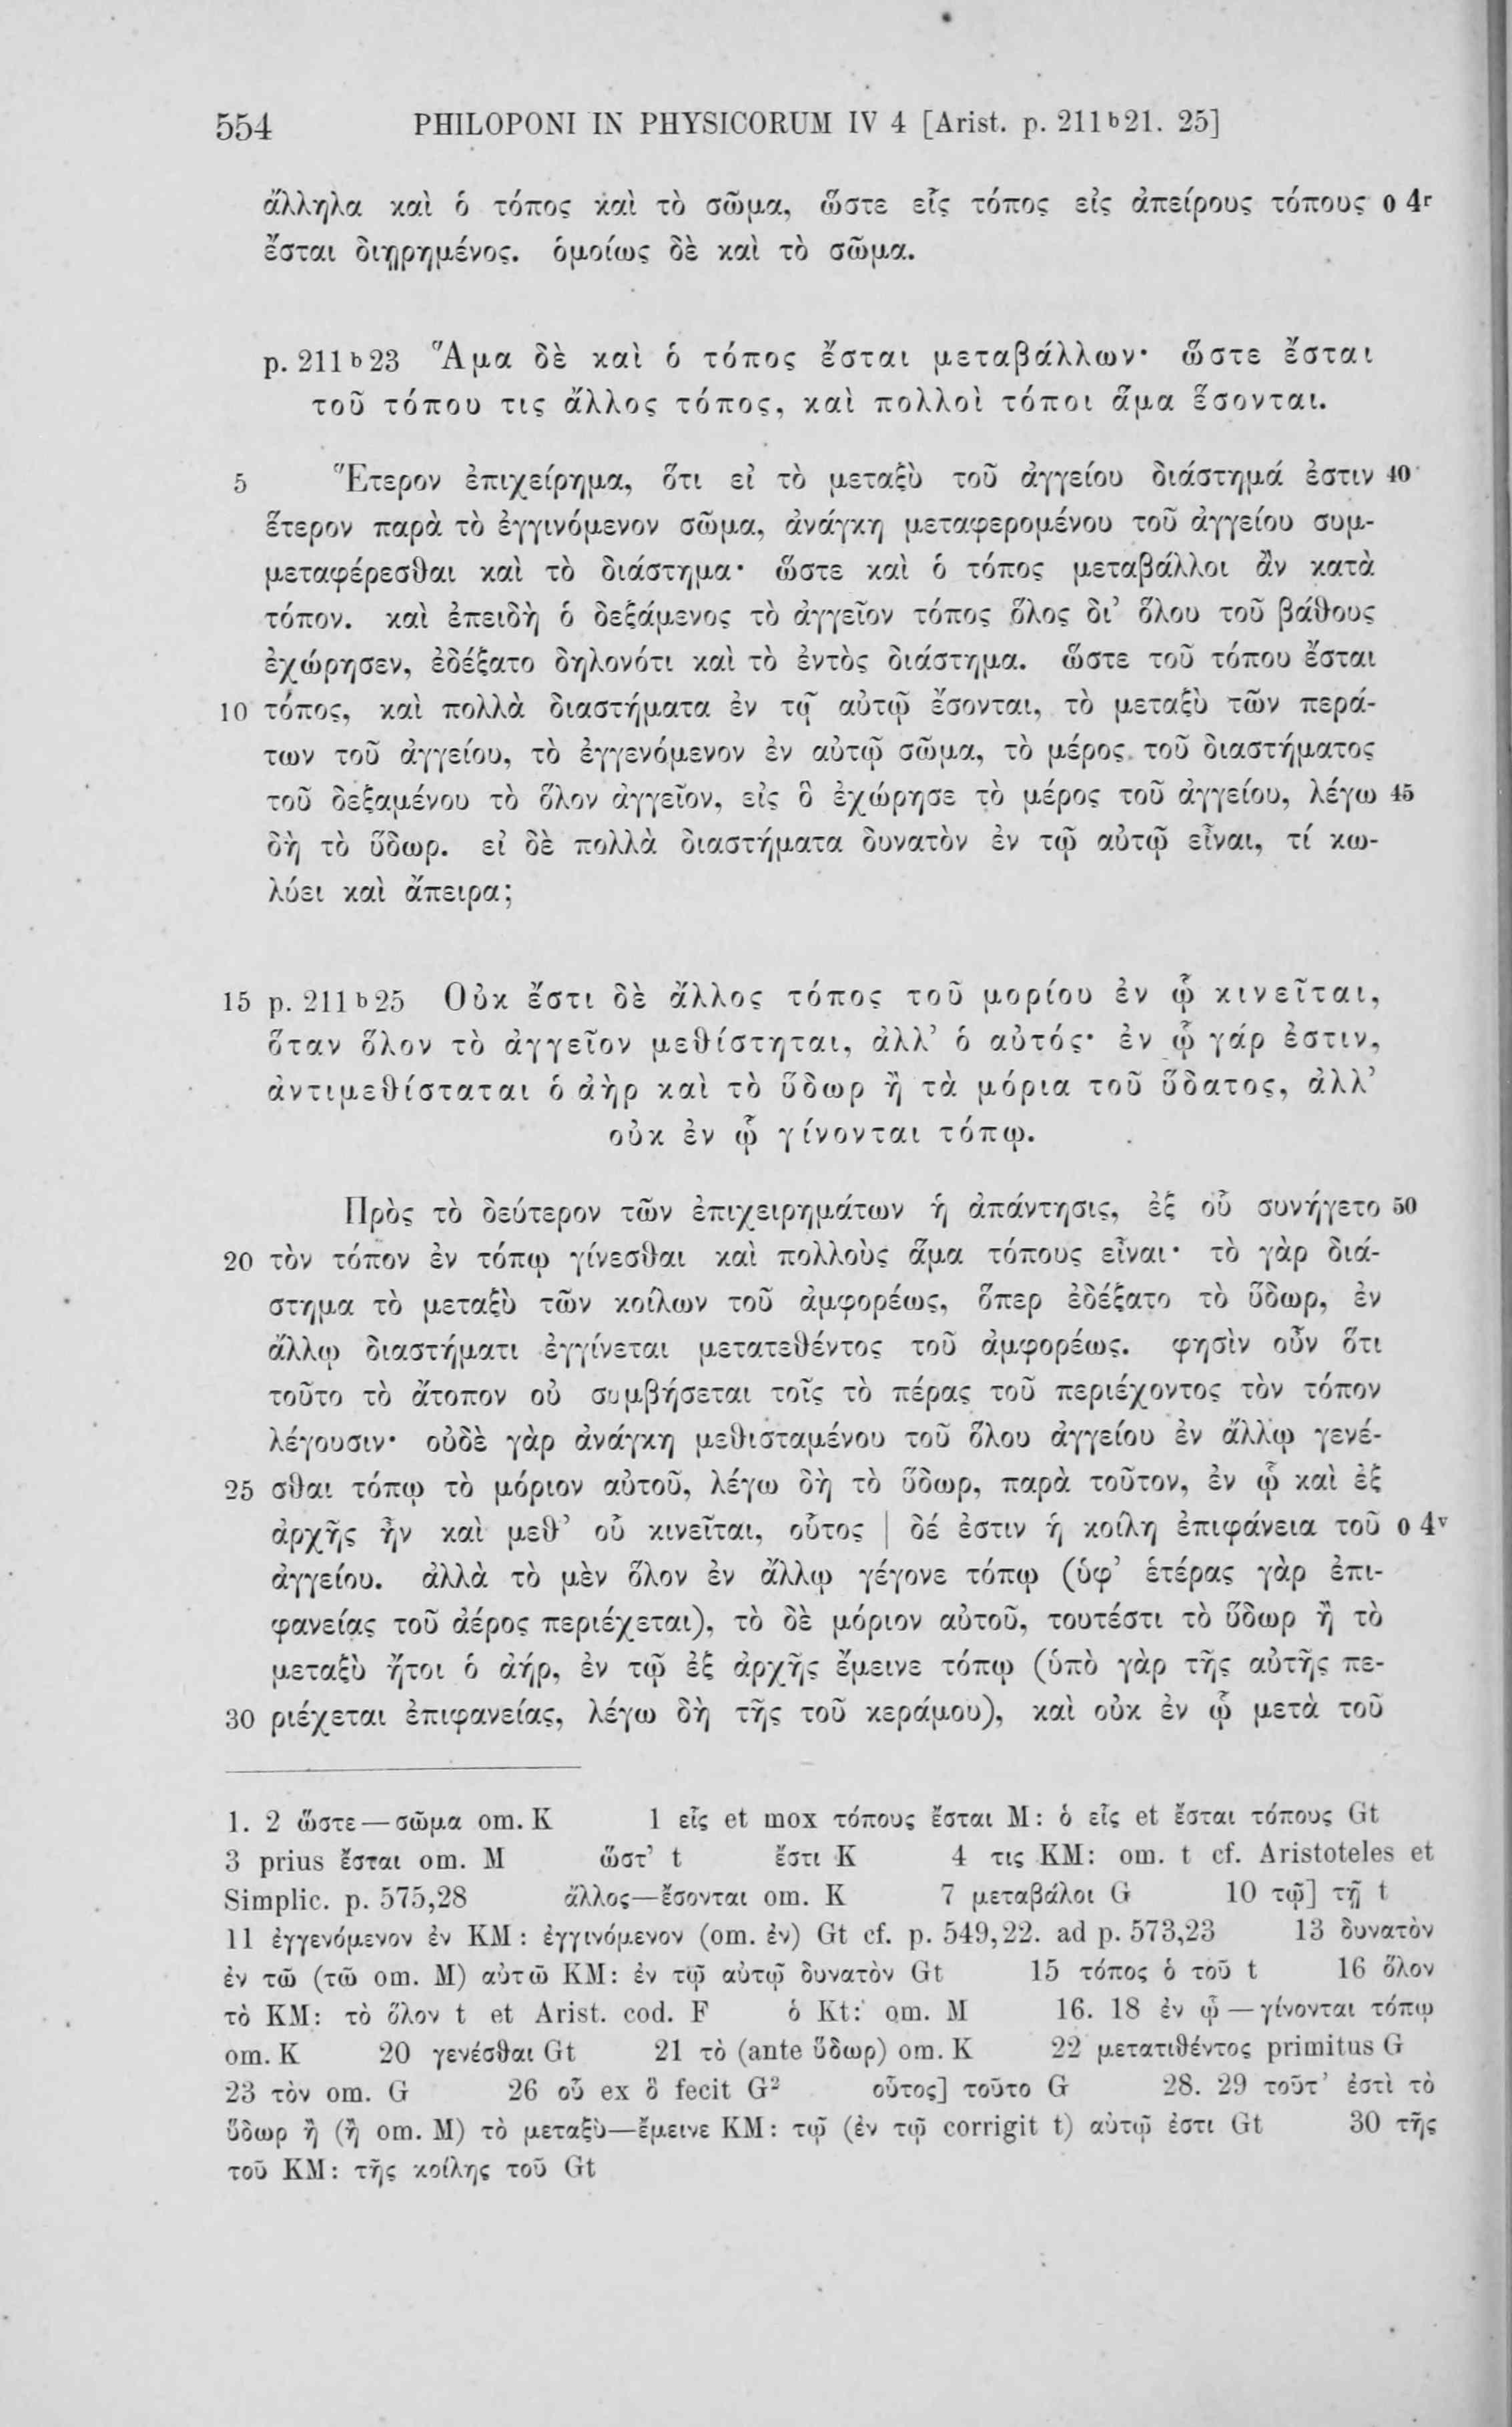 554 PHILOPONI IN PHYSICORUM IV 4 [Arist. p. 211 b 21. 25]
ἄλληλα καὶ ὁ τόπος καὶ τὸ σῶμα, ὥστε εἷς τόπος εἰς ἀπείρους τόπους o 4r
ἔσται διῃρημένος. ὁμοίως δὲ καὶ τὸ σῶμα.
p. 211 b 23 Ἅμα δὲ καὶ ὁ τόπος ἔσται μεταβάλλων· ὥστε ἔσται
τοῦ τόπου τις ἄλλος τόπος, καὶ πολλοὶ τόποι ἅμα ἔσονται.
5 Ἕτερον ἐπιχείρημα, ὅτι εἰ τὸ μεταξὺ τοῦ ἀγγείου διάστημά ἐστιν 40
ἕτερον παρὰ τὸ ἐγγινόμενον σῶμα, ἀνάγκη μεταφερομένου τοῦ ἀγγείου συμ-
μεταφέρεσθαι καὶ τὸ διάστημα· ὥστε καὶ ὁ τόπος μεταβάλλοι ἂν κατὰ
τόπον. καὶ ἐπειδὴ ὁ δεξάμενος τὸ ἀγγεῖον τόπος ὅλος δι’ ὅλου τοῦ βάθους
ἐχώρησεν, ἐδέξατο δηλονότι καὶ τὸ ἐντὸς διάστημα. ὥστε τοῦ τόπου ἔσται
10 τόπος, καὶ πολλὰ διαστήματα ἐν τῷ αὐτῷ ἔσονται, τὸ μεταξὺ τῶν περά-
των τοῦ ἀγγείου, τὸ ἐγγενόμενον ἐν αὐτῷ σῶμα, τὸ μέρος τοῦ διαστήματος
τοῦ δεξαμένου τὸ ὅλον ἀγγεῖον, εἰς ὃ ἐχώρησε τὸ μέρος τοῦ ἀγγείου, λέγω 45
δὴ τὸ ὕδωρ. εἰ δὲ πολλὰ διαστήματα δυνατὸν ἐν τῷ αὐτῷ εἶναι, τί κω-
λύει καὶ ἄπειρα;
15 p. 211 b 25 Οὐκ ἔστι δὲ ἄλλος τόπος τοῦ μορίου ἐν ᾧ κινεῖται,
ὅταν ὅλον τὸ ἀγγεῖον μεθίστηται, ἀλλ’ ὁ αὐτός· ἐν ᾧ γάρ ἐστιν,
ἀντιμεθίσταται ὁ ἀὴρ καὶ τὸ ὕδωρ ἢ τὰ μόρια τοῦ ὕδατος, ἀλλ’
οὐκ ἐν ᾧ γίνονται τόπῳ.
Πρὸς τὸ δεύτερον τῶν ἐπιχειρημάτων ἡ ἀπάντησις, ἐξ οὗ συνήγετο 50
20 τὸν τόπον ἐν τόπῳ γίνεσθαι καὶ πολλοὺς ἅμα τόπους εἶναι· τὸ γὰρ διά-
στημα τὸ μεταξὺ τῶν κοίλων τοῦ ἀμφορέως, ὅπερ ἐδέξατο τὸ ὕδωρ, ἐν
ἄλλῳ διαστήματι ἐγγίνεται μετατεθέντος τοῦ ἀμφορέως. φησὶν οὖν ὅτι
τοῦτο τὸ ἄτοπον οὐ συμβήσεται τοῖς τὸ πέρας τοῦ περιέχοντος τὸν τόπον
λέγουσιν· οὐδὲ γὰρ ἀνάγκη μεθισταμένου τοῦ ὅλου ἀγγείου ἐν ἄλλῳ γενέ-
25 σθαι τόπῳ τὸ μόριον αὐτοῦ, λέγω δὴ τὸ ὕδωρ, παρὰ τοῦτον, ἐν ᾧ καὶ ἐξ
ἀρχῆς ἦν καὶ μεθ’ οὗ κινεῖται, οὗτος | δέ ἐστιν ἡ κοίλη ἐπιφάνεια τοῦ o 4v
ἀγγείου. ἀλλὰ τὸ μὲν ὅλον ἐν ἄλλῳ γέγονε τόπῳ (ὑφ’ ἑτέρας γὰρ ἐπι-
φανείας τοῦ ἀέρος περιέχεται), τὸ δὲ μόριον αὐτοῦ, τουτέστι τὸ ὕδωρ ἢ τὸ
μεταξὺ ἤτοι ὁ ἀήρ, ἐν τῷ ἐξ ἀρχῆς ἔμεινε τόπῳ (ὑπὸ γὰρ τῆς αὐτῆς πε-
30 ριέχεται ἐπιφανείας, λέγω δὴ τῆς τοῦ κεράμου), καὶ οὐκ ἐν ᾧ μετὰ τοῦ
1. 2 ὥστε—σῶμα om. K 1 εἷς et mox τόπους ἔσται M: ὁ εἷς et ἔσται τόπους Gt
3 prius ἔσται om. M ὥστ’ t ἔστι K 4 τις KM: om. t cf. Aristoteles et
Simplic. p. 575,28 ἄλλος—ἔσονται om. K 7 μεταβάλοι G 10 τῷ] τῇ t
11 ἐγγενόμενον ἐν KM: ἐγγινόμενον (om. ἐν) Gt cf. p. 549,22. ad p. 573,23 13 δυνατὸν
ἐν τῶ (τῶ om. M) αὐτῶ KM: ἐν τῷ αὐτῷ δυνατὸν Gt 15 τόπος ὁ τοῦ t 16 ὅλον
τὸ KM: τὸ ὅλον t et Arist. cod. F ὁ Kt: om. M 16. 18 ἐν ᾧ—γίνονται τόπῳ
om. K 20 γενέσθαι Gt 21 τὸ (ante ὕδωρ) om. K 22 μετατιθέντος primitus G
23 τὸν om. G 26 οὗ ex ὃ fecit G2 οὗτος] τοῦτο G 28. 29 τοῦτ’ ἐστὶ τὸ
ὕδωρ ἢ (ἢ om. M) τὸ μεταξὺ—ἔμεινε KM: τῷ (ἐν τῷ corrigit t) αὐτῷ ἐστι Gt 30 τῆς
τοῦ KM: τῆς κοίλης τοῦ Gt